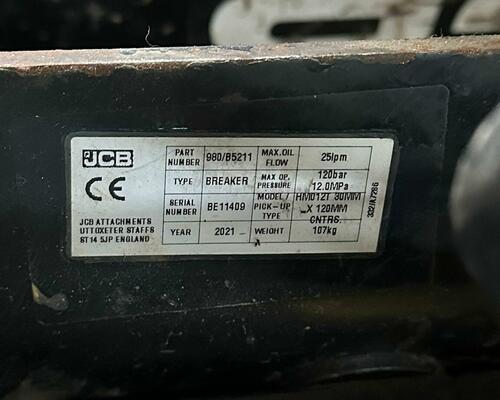 JCB
CE
JCB ATTACHMENTS
UTTOXETER STAFFS
ST14 5JP ENGLAND
PART NUMBER 980/B5211 MAX. OIL FLOW 25lpm
TYPE BREAKER MAX OP. PRESSURE 120bar 12.0MPa
SERIAL NUMBER BE11409 MODEL / PICK-UP TYPE HM012T 30MM X 120MM CNTRS.
YEAR 2021 WEIGHT 107kg
332/A7286